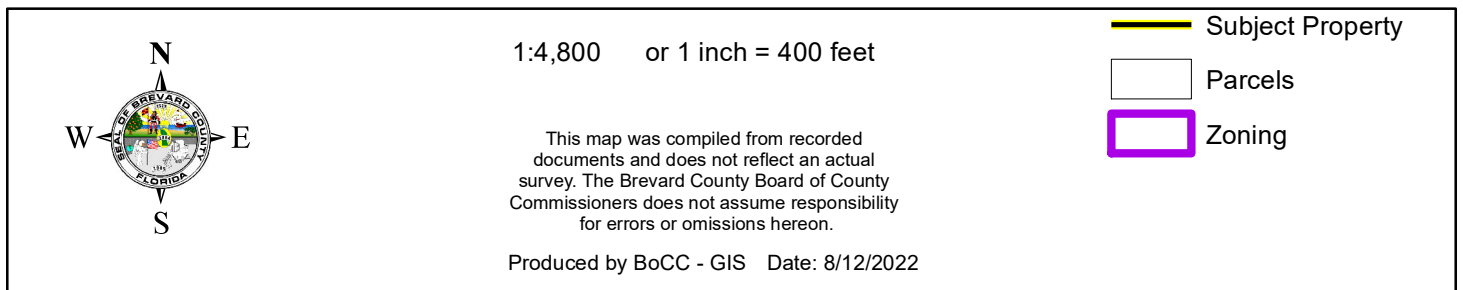 N
W
E
S
SEAL OF BREVARD COUNTY
FLORIDA
1:4,800 or 1 inch = 400 feet
This map was compiled from recorded
documents and does not reflect an actual
survey. The Brevard County Board of County
Commissioners does not assume responsibility
for errors or omissions hereon.
Produced by BoCC - GIS Date: 8/12/2022
Subject Property
Parcels
Zoning